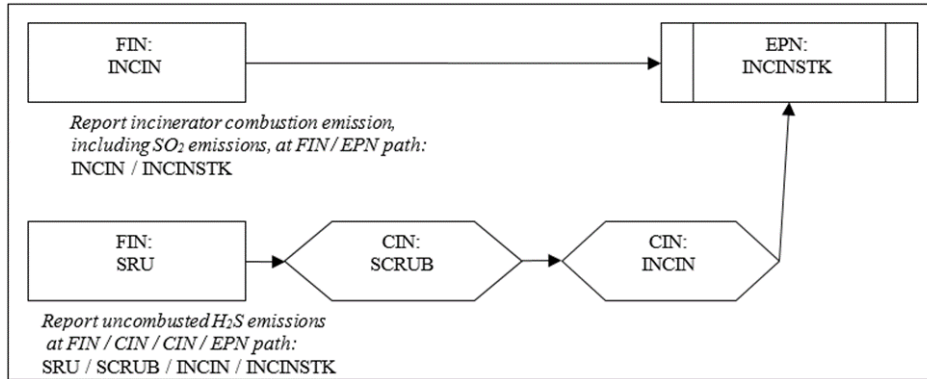 FIN:
INCIN
EPN:
INCINSTK
Report incinerator combustion emission,
including SO₂ emissions, at FIN / EPN path:
INCIN / INCINSTK
FIN:
SRU
CIN:
SCRUB
CIN:
INCIN
Report uncombusted H₂S emissions
at FIN / CIN / CIN / EPN path:
SRU / SCRUB / INCIN / INCINSTK